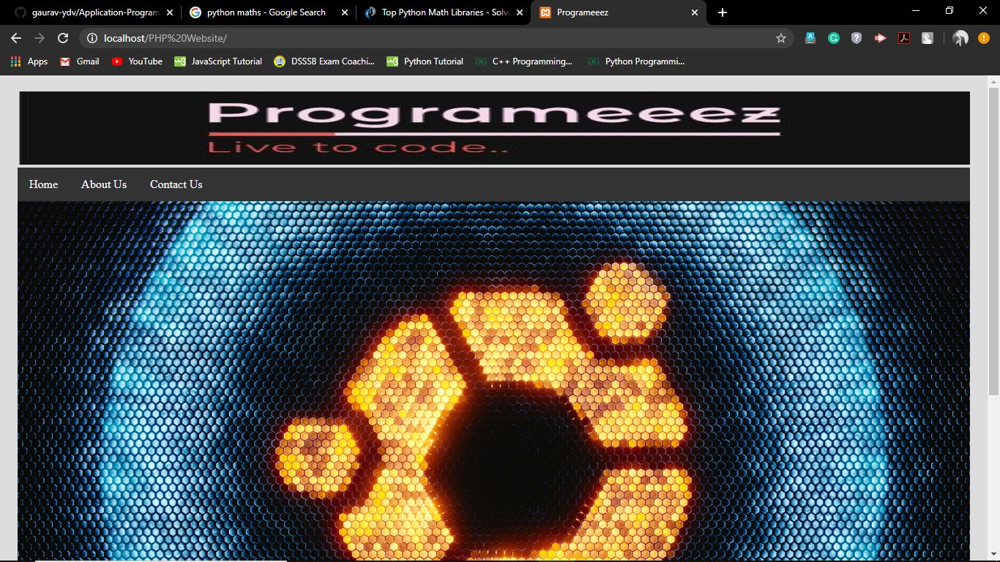 gaurav-ydv/Application-Program
python maths - Google Search
Top Python Math Libraries - Solve
Programeeez
localhost/PHP%20Website/
Apps
Gmail
YouTube
JavaScript Tutorial
DSSSB Exam Coachi...
Python Tutorial
C++ Programming...
Python Programmi...
Programeeez
Live to code..
Home
About Us
Contact Us